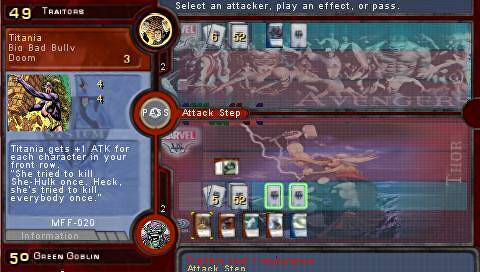 49 TRAITORS
Select an attacker, play an effect, or pass.
Titania
Big Bad Bully
Doom 3
4
4
2
6 52
PASS
Attack Step
Titania gets +1 ATK for
each character in your
front row.
"She tried to kill
She-Hulk once. Heck,
she's tried to kill
everybody once."
MFF-020
Information
MARVEL
THOR
2
5 52
50 GREEN GOBLIN
Attack Step